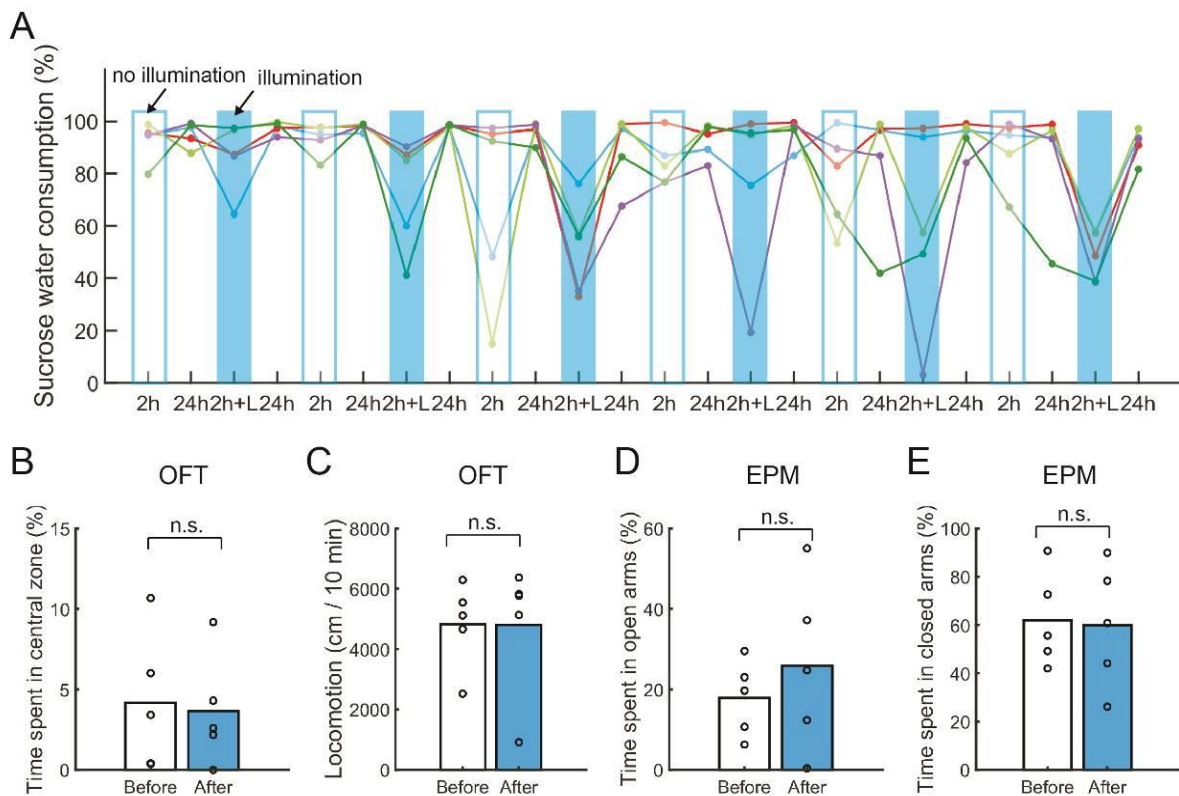 A
Sucrose water consumption (%)
no illumination
illumination
100
80
60
40
20
0
2h 24h 2h+L 24h 2h 24h 2h+L 24h 2h 24h 2h+L 24h 2h 24h 2h+L 24h 2h 24h 2h+L 24h 2h 24h 2h+L 24h
B
OFT
Time spent in central zone (%)
15
10
5
0
n.s.
Before After
C
OFT
Locomotion (cm / 10 min)
8000
6000
4000
2000
0
n.s.
Before After
D
EPM
Time spent in open arms (%)
60
40
20
0
n.s.
Before After
E
EPM
Time spent in closed arms (%)
100
80
60
40
20
0
n.s.
Before After